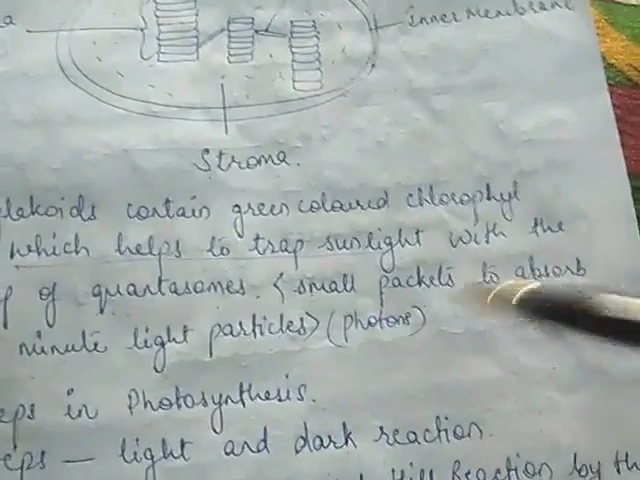 a
inner membrane
Stroma.
lakoids contain green coloured chlorophyl
which helps to trap sunlight with the
p of quantasomes. { small packets to absorb
minute light particles > (photons)
eps in Photosynthesis.
eps — light and dark reaction.
Hill Reaction by th